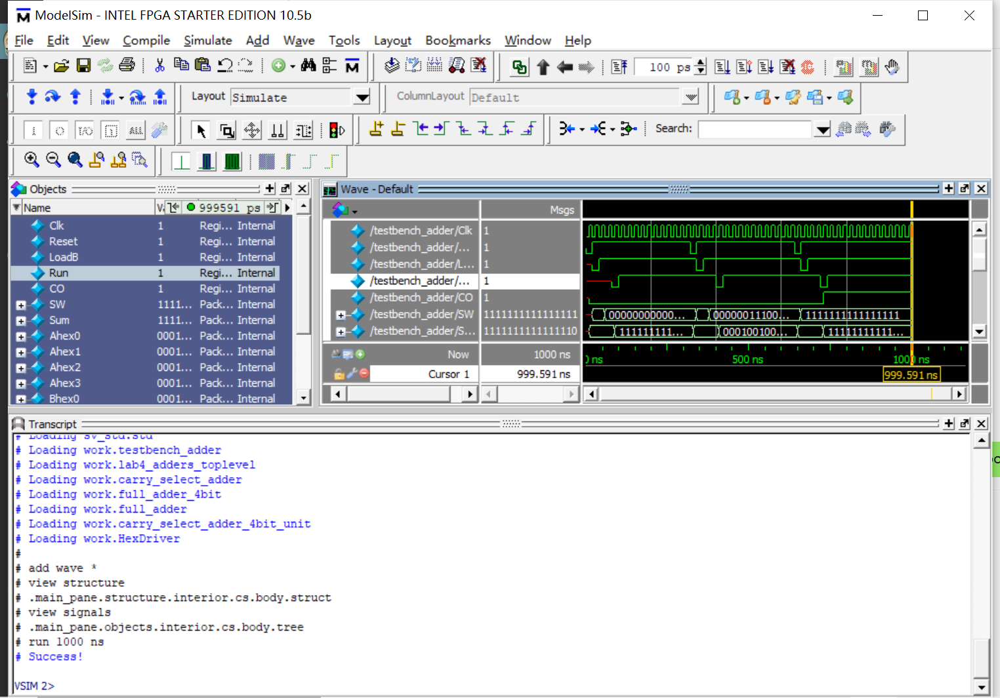 ModelSim - INTEL FPGA STARTER EDITION 10.5b
File Edit View Compile Simulate Add Wave Tools Layout Bookmarks Window Help
100 ps
Layout Simulate ColumnLayout Default
Search:
Objects
Name 999591 ps
Clk 1 Regi... Internal
Reset 1 Regi... Internal
LoadB 1 Regi... Internal
Run 1 Regi... Internal
CO 1 Regi... Internal
SW 1111... Pack... Internal
Sum 1111... Pack... Internal
Ahex0 0001... Pack... Internal
Ahex1 0001... Pack... Internal
Ahex2 0001... Pack... Internal
Ahex3 0001... Pack... Internal
Bhex0 0001... Pack... Internal
Wave - Default
Msgs
/testbench_adder/Clk 1
/testbench_adder/... 1
/testbench_adder/L... 1
/testbench_adder/... 1
/testbench_adder/CO 1
/testbench_adder/SW 1111111111111111 00000000000... 00000011100... 1111111111111111
/testbench_adder/S... 1111111111111110 111111111... 000100100... 11111111111...
Now 1000 ns 500 ns 1000 ns
Cursor 1 999.591 ns 999.591 ns
Transcript
# Loading sv_std.std
# Loading work.testbench_adder
# Loading work.lab4_adders_toplevel
# Loading work.carry_select_adder
# Loading work.full_adder_4bit
# Loading work.full_adder
# Loading work.carry_select_adder_4bit_unit
# Loading work.HexDriver
#
# add wave *
# view structure
# .main_pane.structure.interior.cs.body.struct
# view signals
# .main_pane.objects.interior.cs.body.tree
# run 1000 ns
# Success!
VSIM 2>